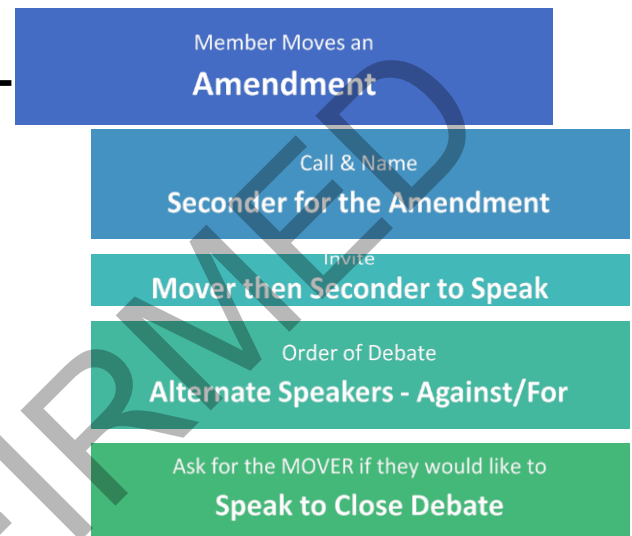 Member Moves an
Amendment
Call & Name
Seconder for the Amendment
Invite
Mover then Seconder to Speak
Order of Debate
Alternate Speakers - Against/For
Ask for the MOVER if they would like to
Speak to Close Debate
FIRMED